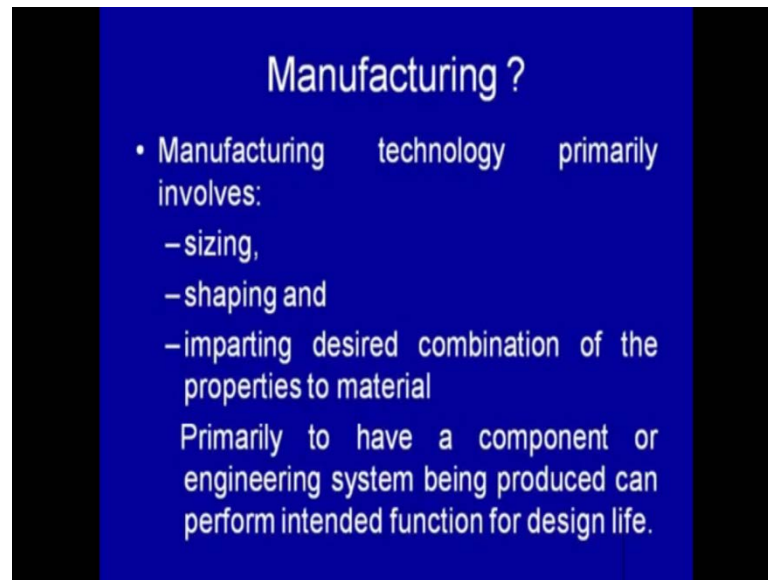 Manufacturing ?
• Manufacturing technology primarily
involves:
– sizing,
– shaping and
– imparting desired combination of the
properties to material
Primarily to have a component or
engineering system being produced can
perform intended function for design life.